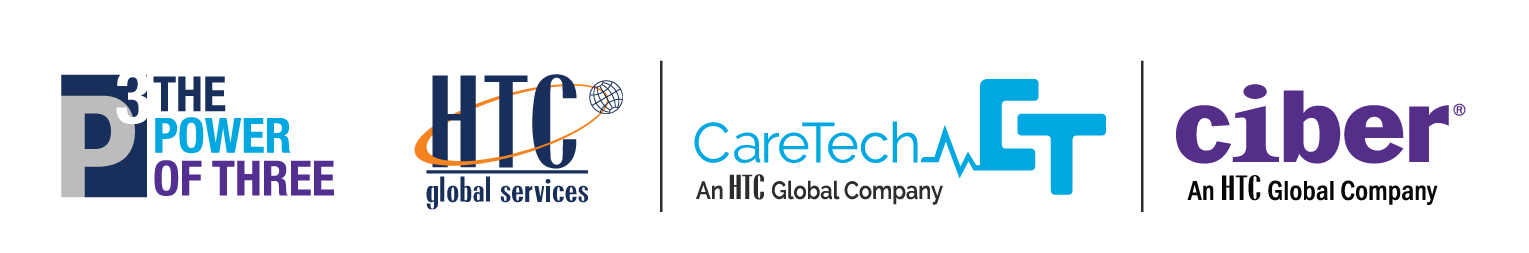 P3
THE
POWER
OF THREE
HTC
global services
CareTech
CT
An HTC Global Company
ciber®
An HTC Global Company